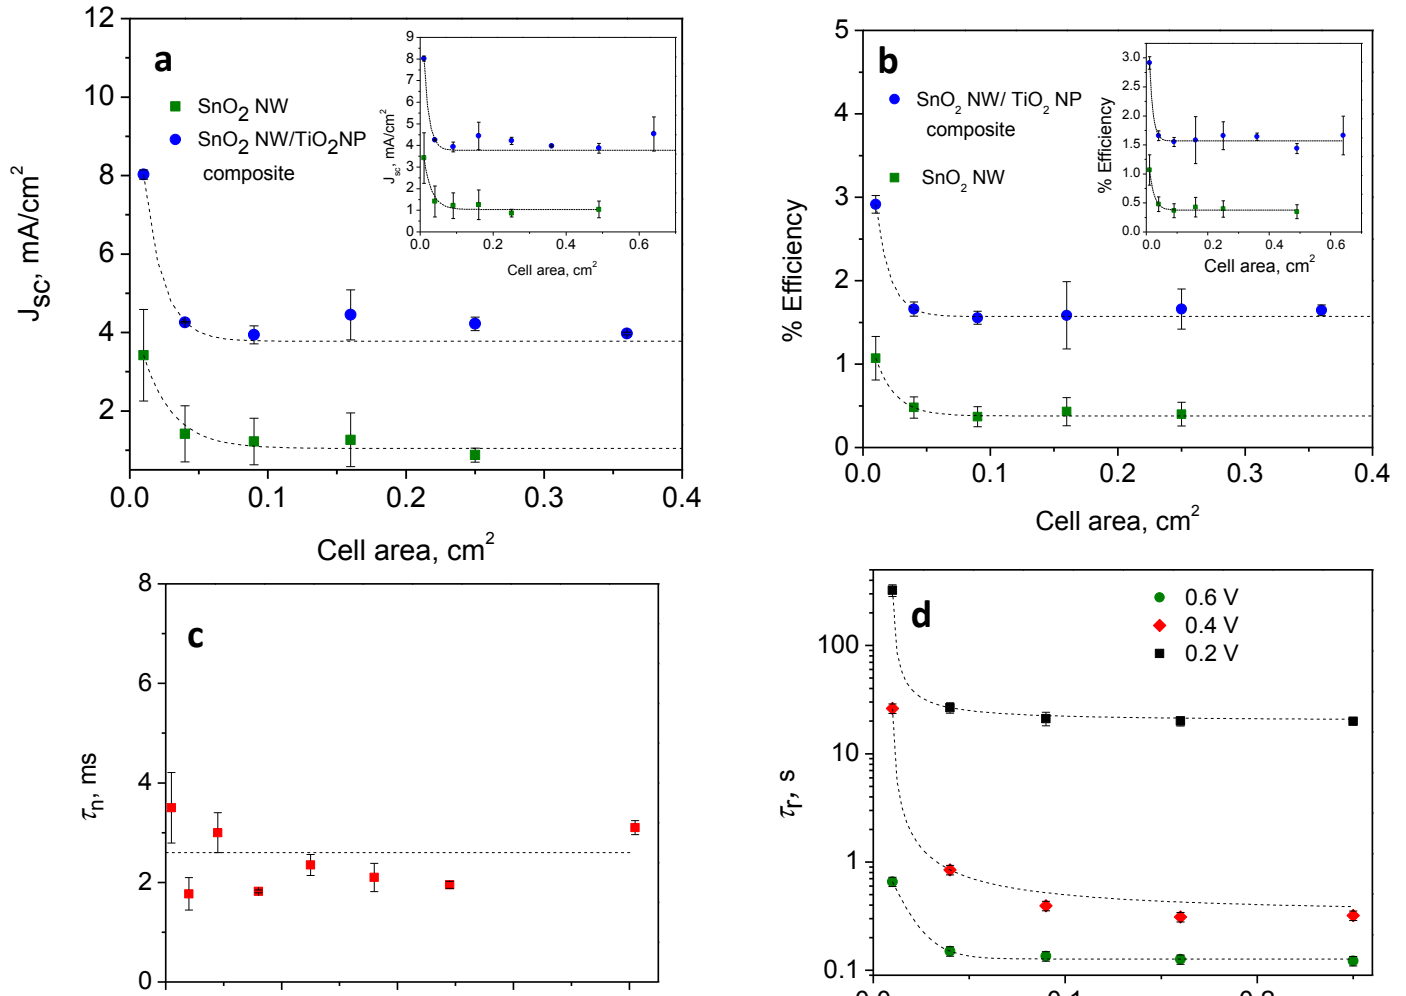 a
SnO2 NW
SnO2 NW/TiO2NP
composite
12
10
8
6
4
2
0.0 0.1 0.2 0.3 0.4
Jsc, mA/cm2
Cell area, cm2
9
8
7
6
5
4
3
2
1
0
0.0 0.2 0.4 0.6
Jsc, mA/cm2
Cell area, cm2
b
SnO2 NW/ TiO2 NP
composite
SnO2 NW
5
4
3
2
1
0
0.0 0.1 0.2 0.3 0.4
% Efficiency
Cell area, cm2
3.0
2.5
2.0
1.5
1.0
0.5
0.0
0.0 0.2 0.4 0.6
% Efficiency
Cell area, cm2
c
8
6
4
2
0
τn, ms
d
0.6 V
0.4 V
0.2 V
100
10
1
0.1
τr, s